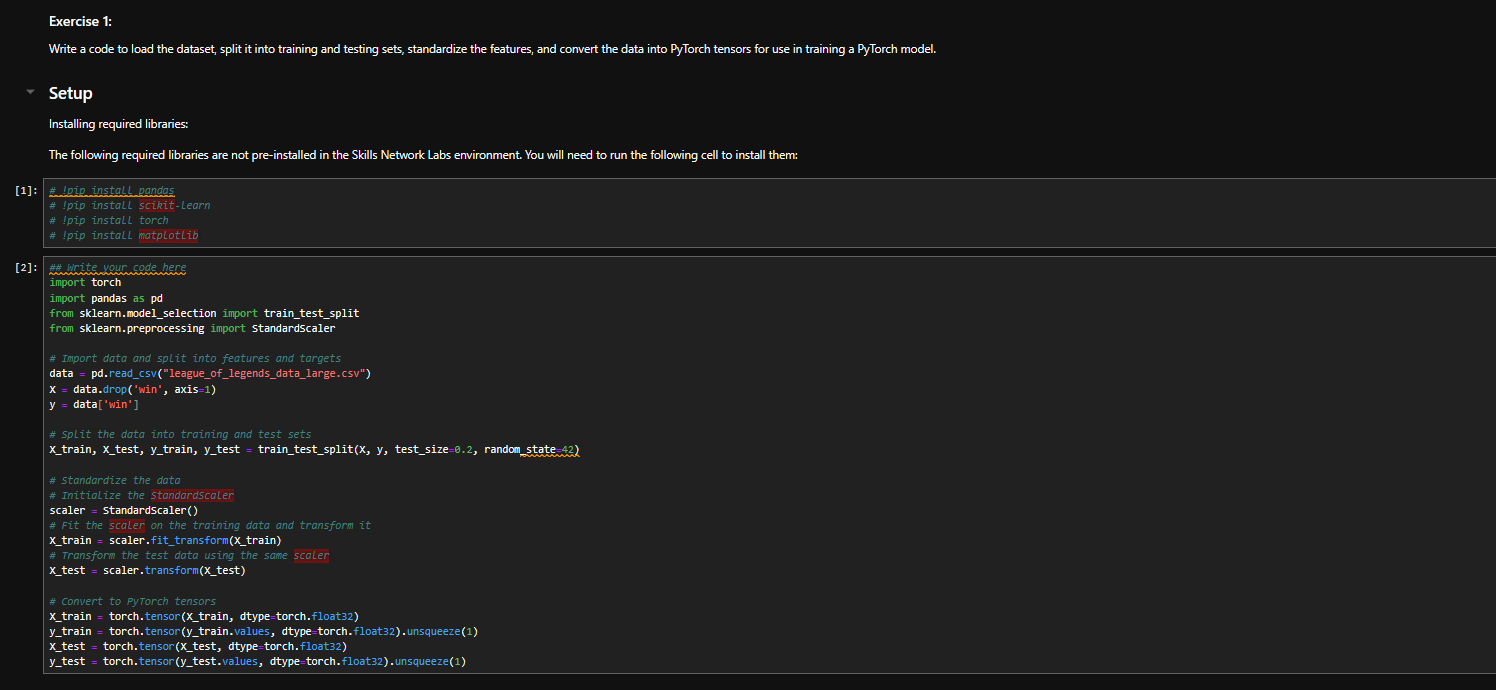 Exercise 1:
Write a code to load the dataset, split it into training and testing sets, standardize the features, and convert the data into PyTorch tensors for use in training a PyTorch model.
Setup
Installing required libraries:
The following required libraries are not pre-installed in the Skills Network Labs environment. You will need to run the following cell to install them:
[1]: # !pip install pandas
# !pip install scikit-learn
# !pip install torch
# !pip install matplotlib
[2]: ## Write your code here
import torch
import pandas as pd
from sklearn.model_selection import train_test_split
from sklearn.preprocessing import StandardScaler
# Import data and split into features and targets
data = pd.read_csv("league_of_legends_data_large.csv")
X = data.drop('win', axis=1)
y = data['win']
# Split the data into training and test sets
X_train, X_test, y_train, y_test = train_test_split(X, y, test_size=0.2, random_state=42)
# Standardize the data
# Initialize the StandardScaler
scaler = StandardScaler()
# Fit the scaler on the training data and transform it
X_train = scaler.fit_transform(X_train)
# Transform the test data using the same scaler
X_test = scaler.transform(X_test)
# Convert to PyTorch tensors
X_train = torch.tensor(X_train, dtype=torch.float32)
y_train = torch.tensor(y_train.values, dtype=torch.float32).unsqueeze(1)
X_test = torch.tensor(X_test, dtype=torch.float32)
y_test = torch.tensor(y_test.values, dtype=torch.float32).unsqueeze(1)